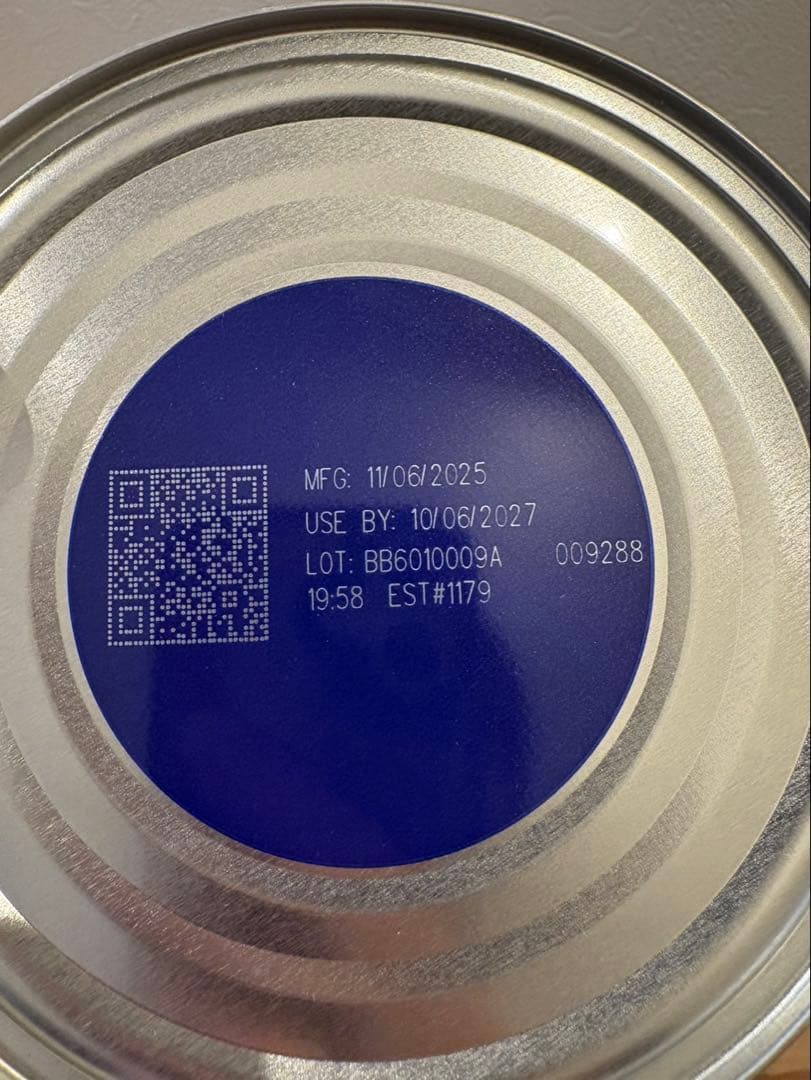 MFG: 11/06/2025
USE BY: 10/06/2027
LOT: BB6010009A 009288
19:58 EST#1179